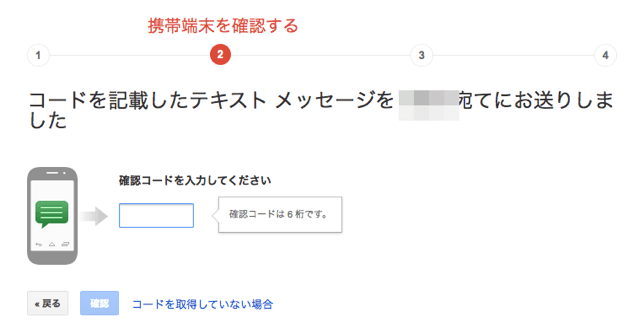 携帯端末を確認する
1 2 3 4
コードを記載したテキスト メッセージを 宛てにお送りしま
した
確認コードを入力してください
確認コードは 6 桁です。
« 戻る 確認 コードを取得していない場合